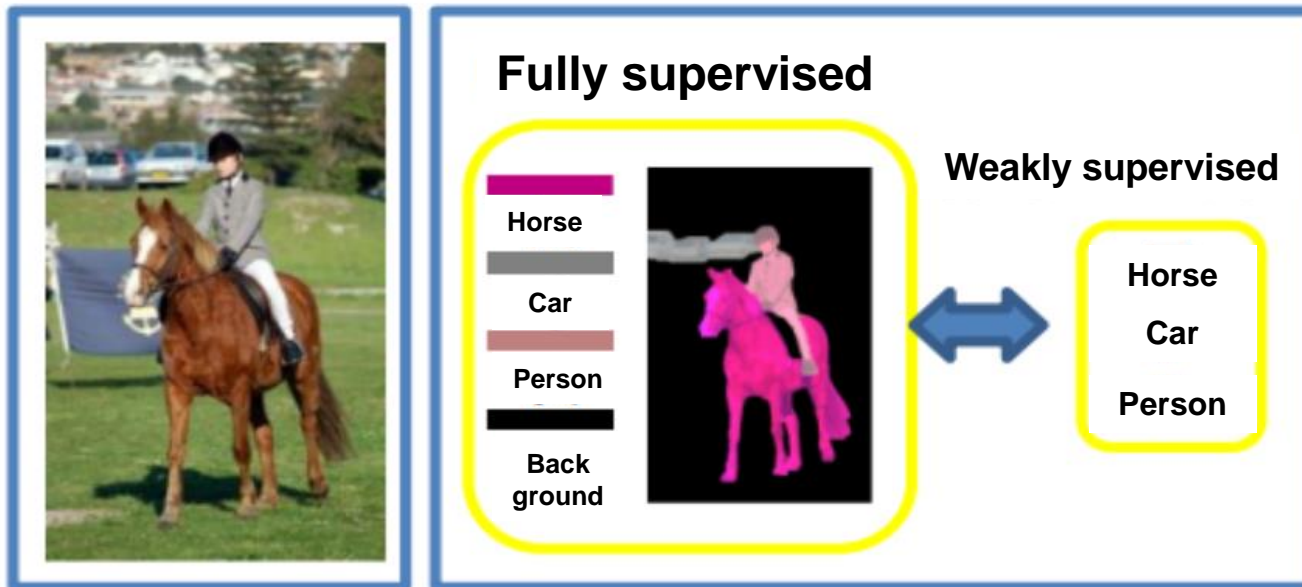 Fully supervised
Horse
Car
Person
Back
ground
Weakly supervised
Horse
Car
Person